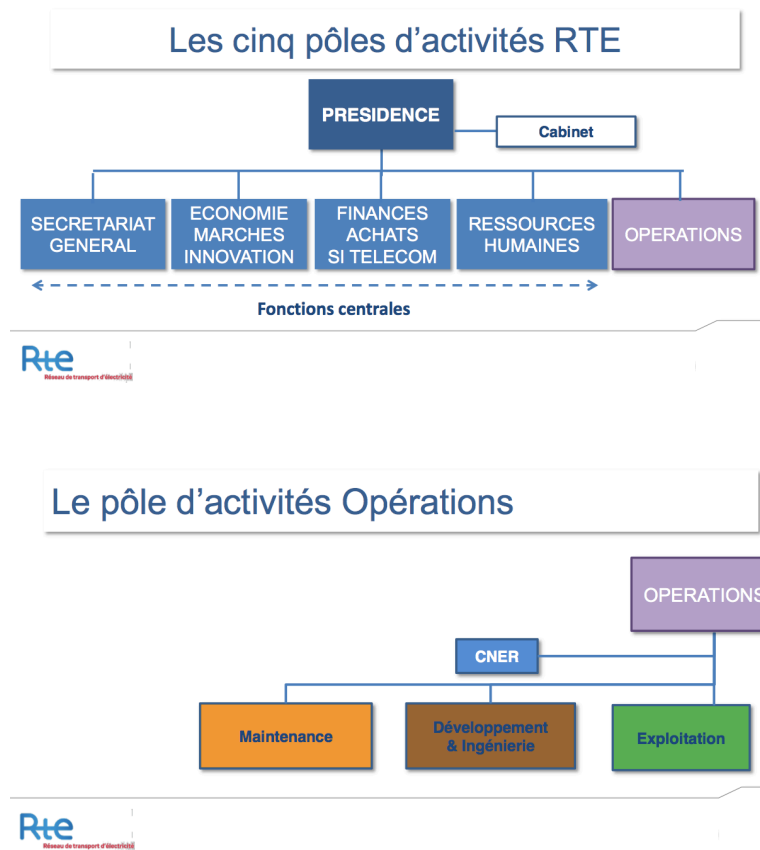 Les cinq pôles d’activités RTE
PRESIDENCE
Cabinet
SECRETARIAT
GENERAL
ECONOMIE
MARCHES
INNOVATION
FINANCES
ACHATS
SI TELECOM
RESSOURCES
HUMAINES
OPERATIONS
Fonctions centrales
Rte
Réseau de transport d'électricité
Le pôle d’activités Opérations
OPERATIONS
CNER
Maintenance
Développement
& Ingénierie
Exploitation
Rte
Réseau de transport d'électricité